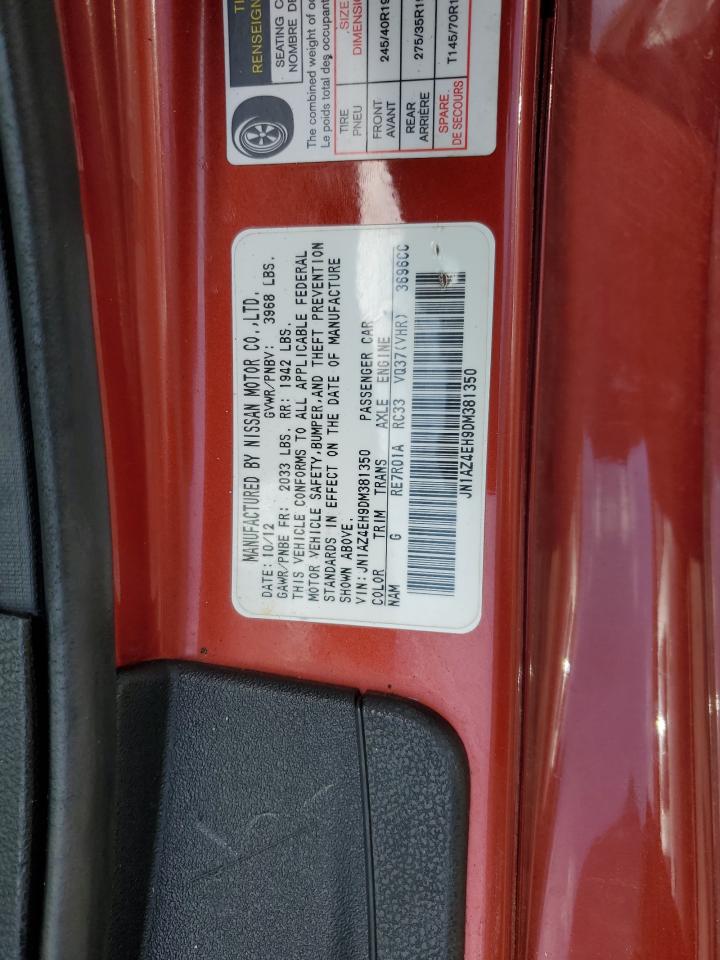 MANUFACTURED BY NISSAN MOTOR CO.,LTD.
DATE: 10/12 GVWR/PNBV: 3968 LBS.
GAWR/PNBE FR: 2033 LBS. RR: 1942 LBS.
THIS VEHICLE CONFORMS TO ALL APPLICABLE FEDERAL
MOTOR VEHICLE SAFETY,BUMPER,AND THEFT PREVENTION
STANDARDS IN EFFECT ON THE DATE OF MANUFACTURE
SHOWN ABOVE.
VIN:JN1AZ4EH9DM381350 PASSENGER CAR
COLOR TRIM TRANS AXLE ENGINE
NAM G RE7R01A RC33 VQ37(VHR) 3696CC
JN1AZ4EH9DM381350
RENSEIGN
SEATING
NOMBRE DE
The combined weight of
Le poids total des occupant
TIRE SIZE
PNEU DIMENSION
FRONT 245/40R19
AVANT
REAR 275/35R19
ARRIÈRE
SPARE T145/70R1
DE SECOURS